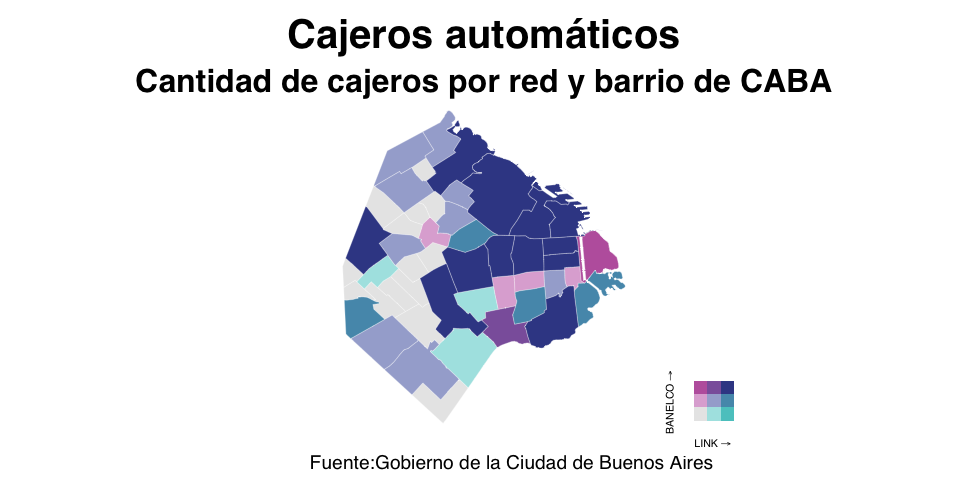 Cajeros automáticos
Cantidad de cajeros por red y barrio de CABA
BANELCO →
LINK →
Fuente:Gobierno de la Ciudad de Buenos Aires